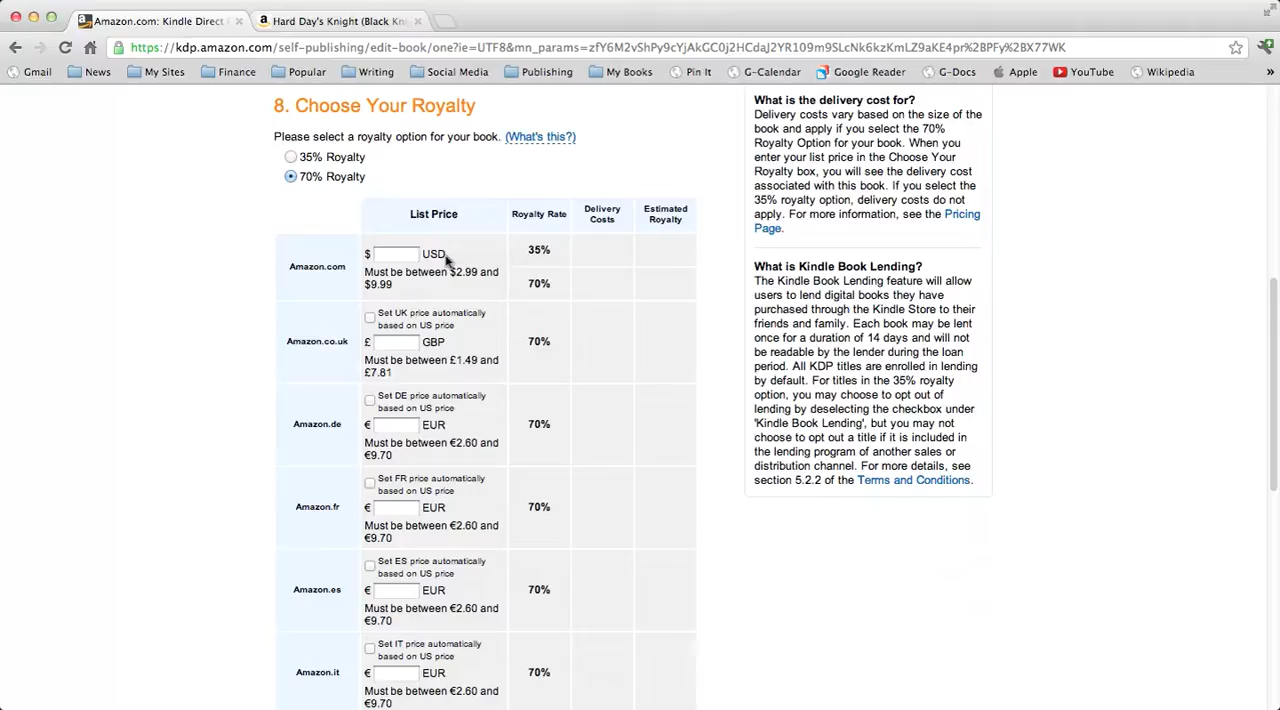 Amazon.com: Kindle Direct
Hard Day's Knight (Black Kn
https://kdp.amazon.com/self-publishing/edit-book/one?ie=UTF8&mn_params=zfY6M2vShPy9cYjAkGC0j2HCdaJ2YR109m9SLcNk6kzKmLZ9aKE4pr%2BPFy%2BX77WK
Gmail News My Sites Finance Popular Writing Social Media Publishing My Books Pin It G-Calendar Google Reader G-Docs Apple YouTube Wikipedia »
8. Choose Your Royalty
Please select a royalty option for your book. (What's this?)
35% Royalty
70% Royalty
List Price Royalty Rate Delivery Costs Estimated Royalty
Amazon.com
$ USD
Must be between $2.99 and
$9.99
35%
70%
Amazon.co.uk
Set UK price automatically
based on US price
£ GBP
Must be between £1.49 and
£7.81
70%
Amazon.de
Set DE price automatically
based on US price
€ EUR
Must be between €2.60 and
€9.70
70%
Amazon.fr
Set FR price automatically
based on US price
€ EUR
Must be between €2.60 and
€9.70
70%
Amazon.es
Set ES price automatically
based on US price
€ EUR
Must be between €2.60 and
€9.70
70%
Amazon.it
Set IT price automatically
based on US price
€ EUR
Must be between €2.60 and
€9.70
70%
What is the delivery cost for?
Delivery costs vary based on the size of the
book and apply if you select the 70%
Royalty Option for your book. When you
enter your list price in the Choose Your
Royalty box, you will see the delivery cost
associated with this book. If you select the
35% royalty option, delivery costs do not
apply. For more information, see the Pricing
Page.
What is Kindle Book Lending?
The Kindle Book Lending feature will allow
users to lend digital books they have
purchased through the Kindle Store to their
friends and family. Each book may be lent
once for a duration of 14 days and will not
be readable by the lender during the loan
period. All KDP titles are enrolled in lending
by default. For titles in the 35% royalty
option, you may choose to opt out of
lending by deselecting the checkbox under
'Kindle Book Lending', but you may not
choose to opt out a title if it is included in
the lending program of another sales or
distribution channel. For more details, see
section 5.2.2 of the Terms and Conditions.